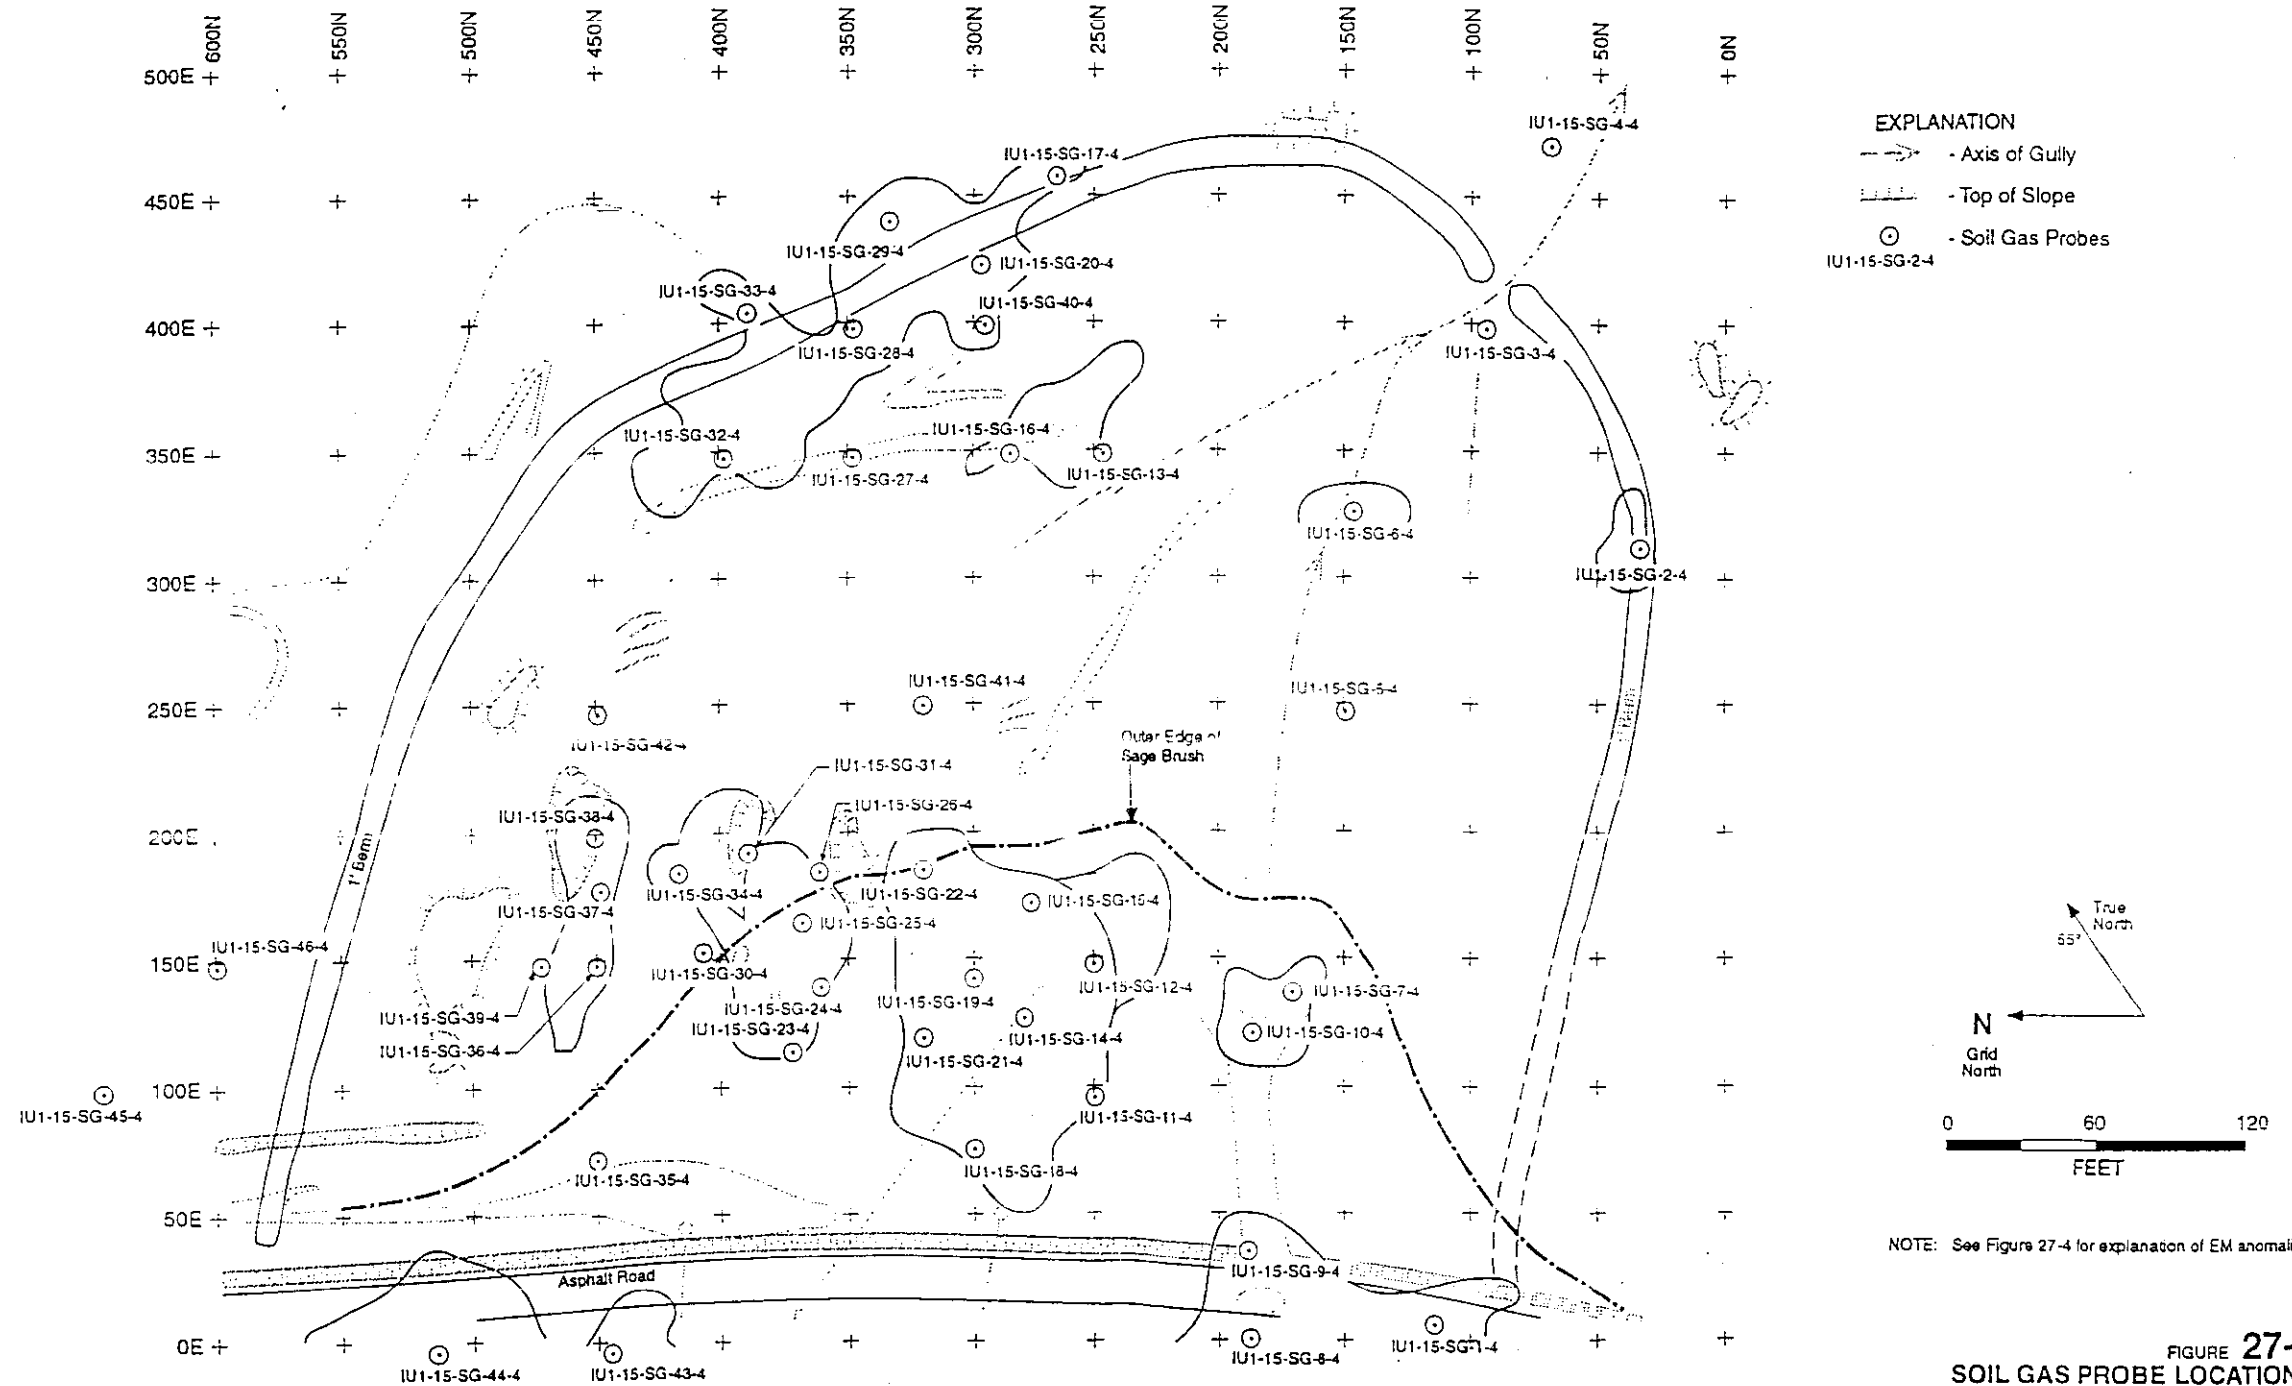 600N
550N
500N
450N
400N
350N
300N
250N
200N
150N
100N
50N
0N
500E
IU1-15-SG-4-4
EXPLANATION
- Axis of Gully
- Top of Slope
- Soil Gas Probes
IU1-15-SG-2-4
IU1-15-SG-17-4
450E
IU1-15-SG-29-4
IU1-15-SG-20-4
IU1-15-SG-33-4
IU1-15-SG-40-4
400E
IU1-15-SG-28-4
IU1-15-SG-3-4
IU1-15-SG-32-4
IU1-15-SG-16-4
350E
IU1-15-SG-27-4
IU1-15-SG-13-4
IU1-15-SG-6-4
300E
IU1-15-SG-2-4
IU1-15-SG-41-4
IU1-15-SG-5-4
250E
IU1-15-SG-42-4
Outer Edge of
Sage Brush
IU1-15-SG-31-4
IU1-15-SG-26-4
IU1-15-SG-38-4
200E
1' Berm
IU1-15-SG-34-4
IU1-15-SG-22-4
IU1-15-SG-15-4
IU1-15-SG-37-4
IU1-15-SG-25-4
True
North
55°
IU1-15-SG-46-4
150E
IU1-15-SG-30-4
IU1-15-SG-12-4
IU1-15-SG-7-4
IU1-15-SG-19-4
IU1-15-SG-24-4
IU1-15-SG-39-4
IU1-15-SG-23-4
IU1-15-SG-14-4
IU1-15-SG-10-4
N
Grid
North
IU1-15-SG-36-4
IU1-15-SG-21-4
100E
IU1-15-SG-45-4
IU1-15-SG-11-4
0 60 120
FEET
IU1-15-SG-18-4
IU1-15-SG-35-4
50E
NOTE: See Figure 27-4 for explanation of EM anomali
IU1-15-SG-9-4
Asphalt Road
0E
IU1-15-SG-8-4
IU1-15-SG-1-4
IU1-15-SG-44-4
IU1-15-SG-43-4
FIGURE 27-
SOIL GAS PROBE LOCATION